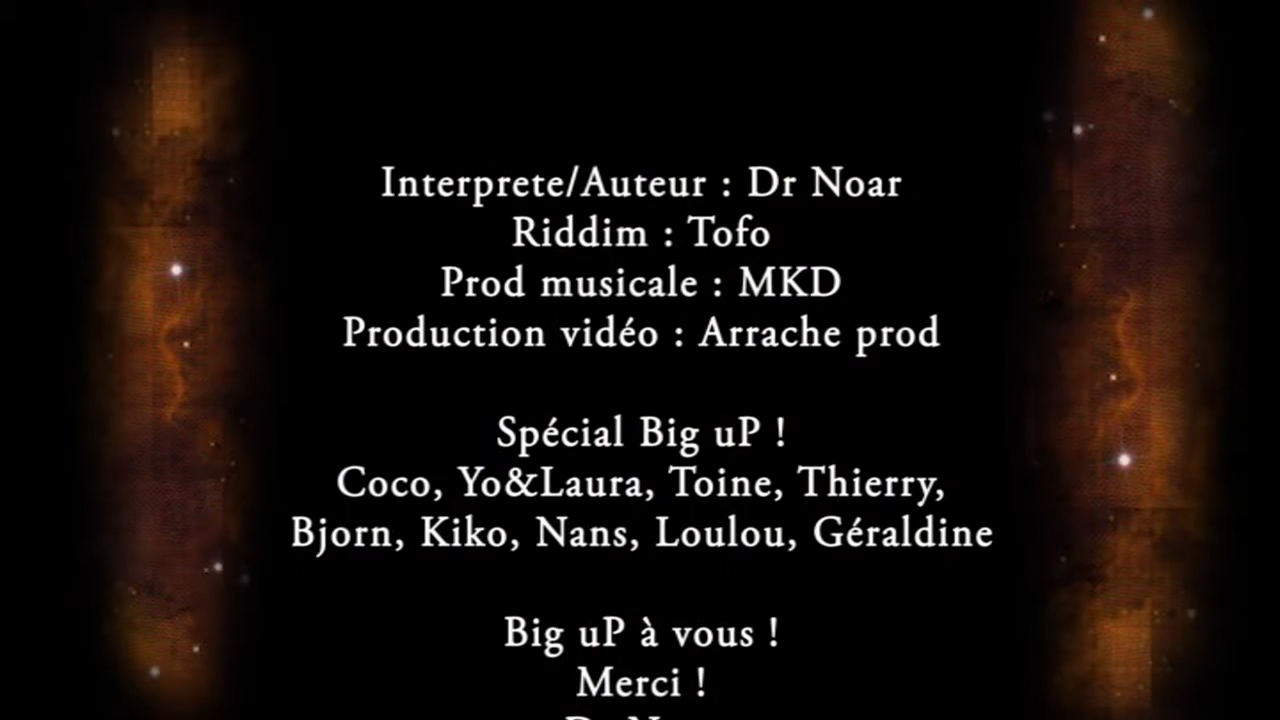 Interprete/Auteur : Dr Noar
Riddim : Tofo
Prod musicale : MKD
Production vidéo : Arrache prod
Spécial Big uP !
Coco, Yo&Laura, Toine, Thierry,
Bjorn, Kiko, Nans, Loulou, Géraldine
Big uP à vous !
Merci !